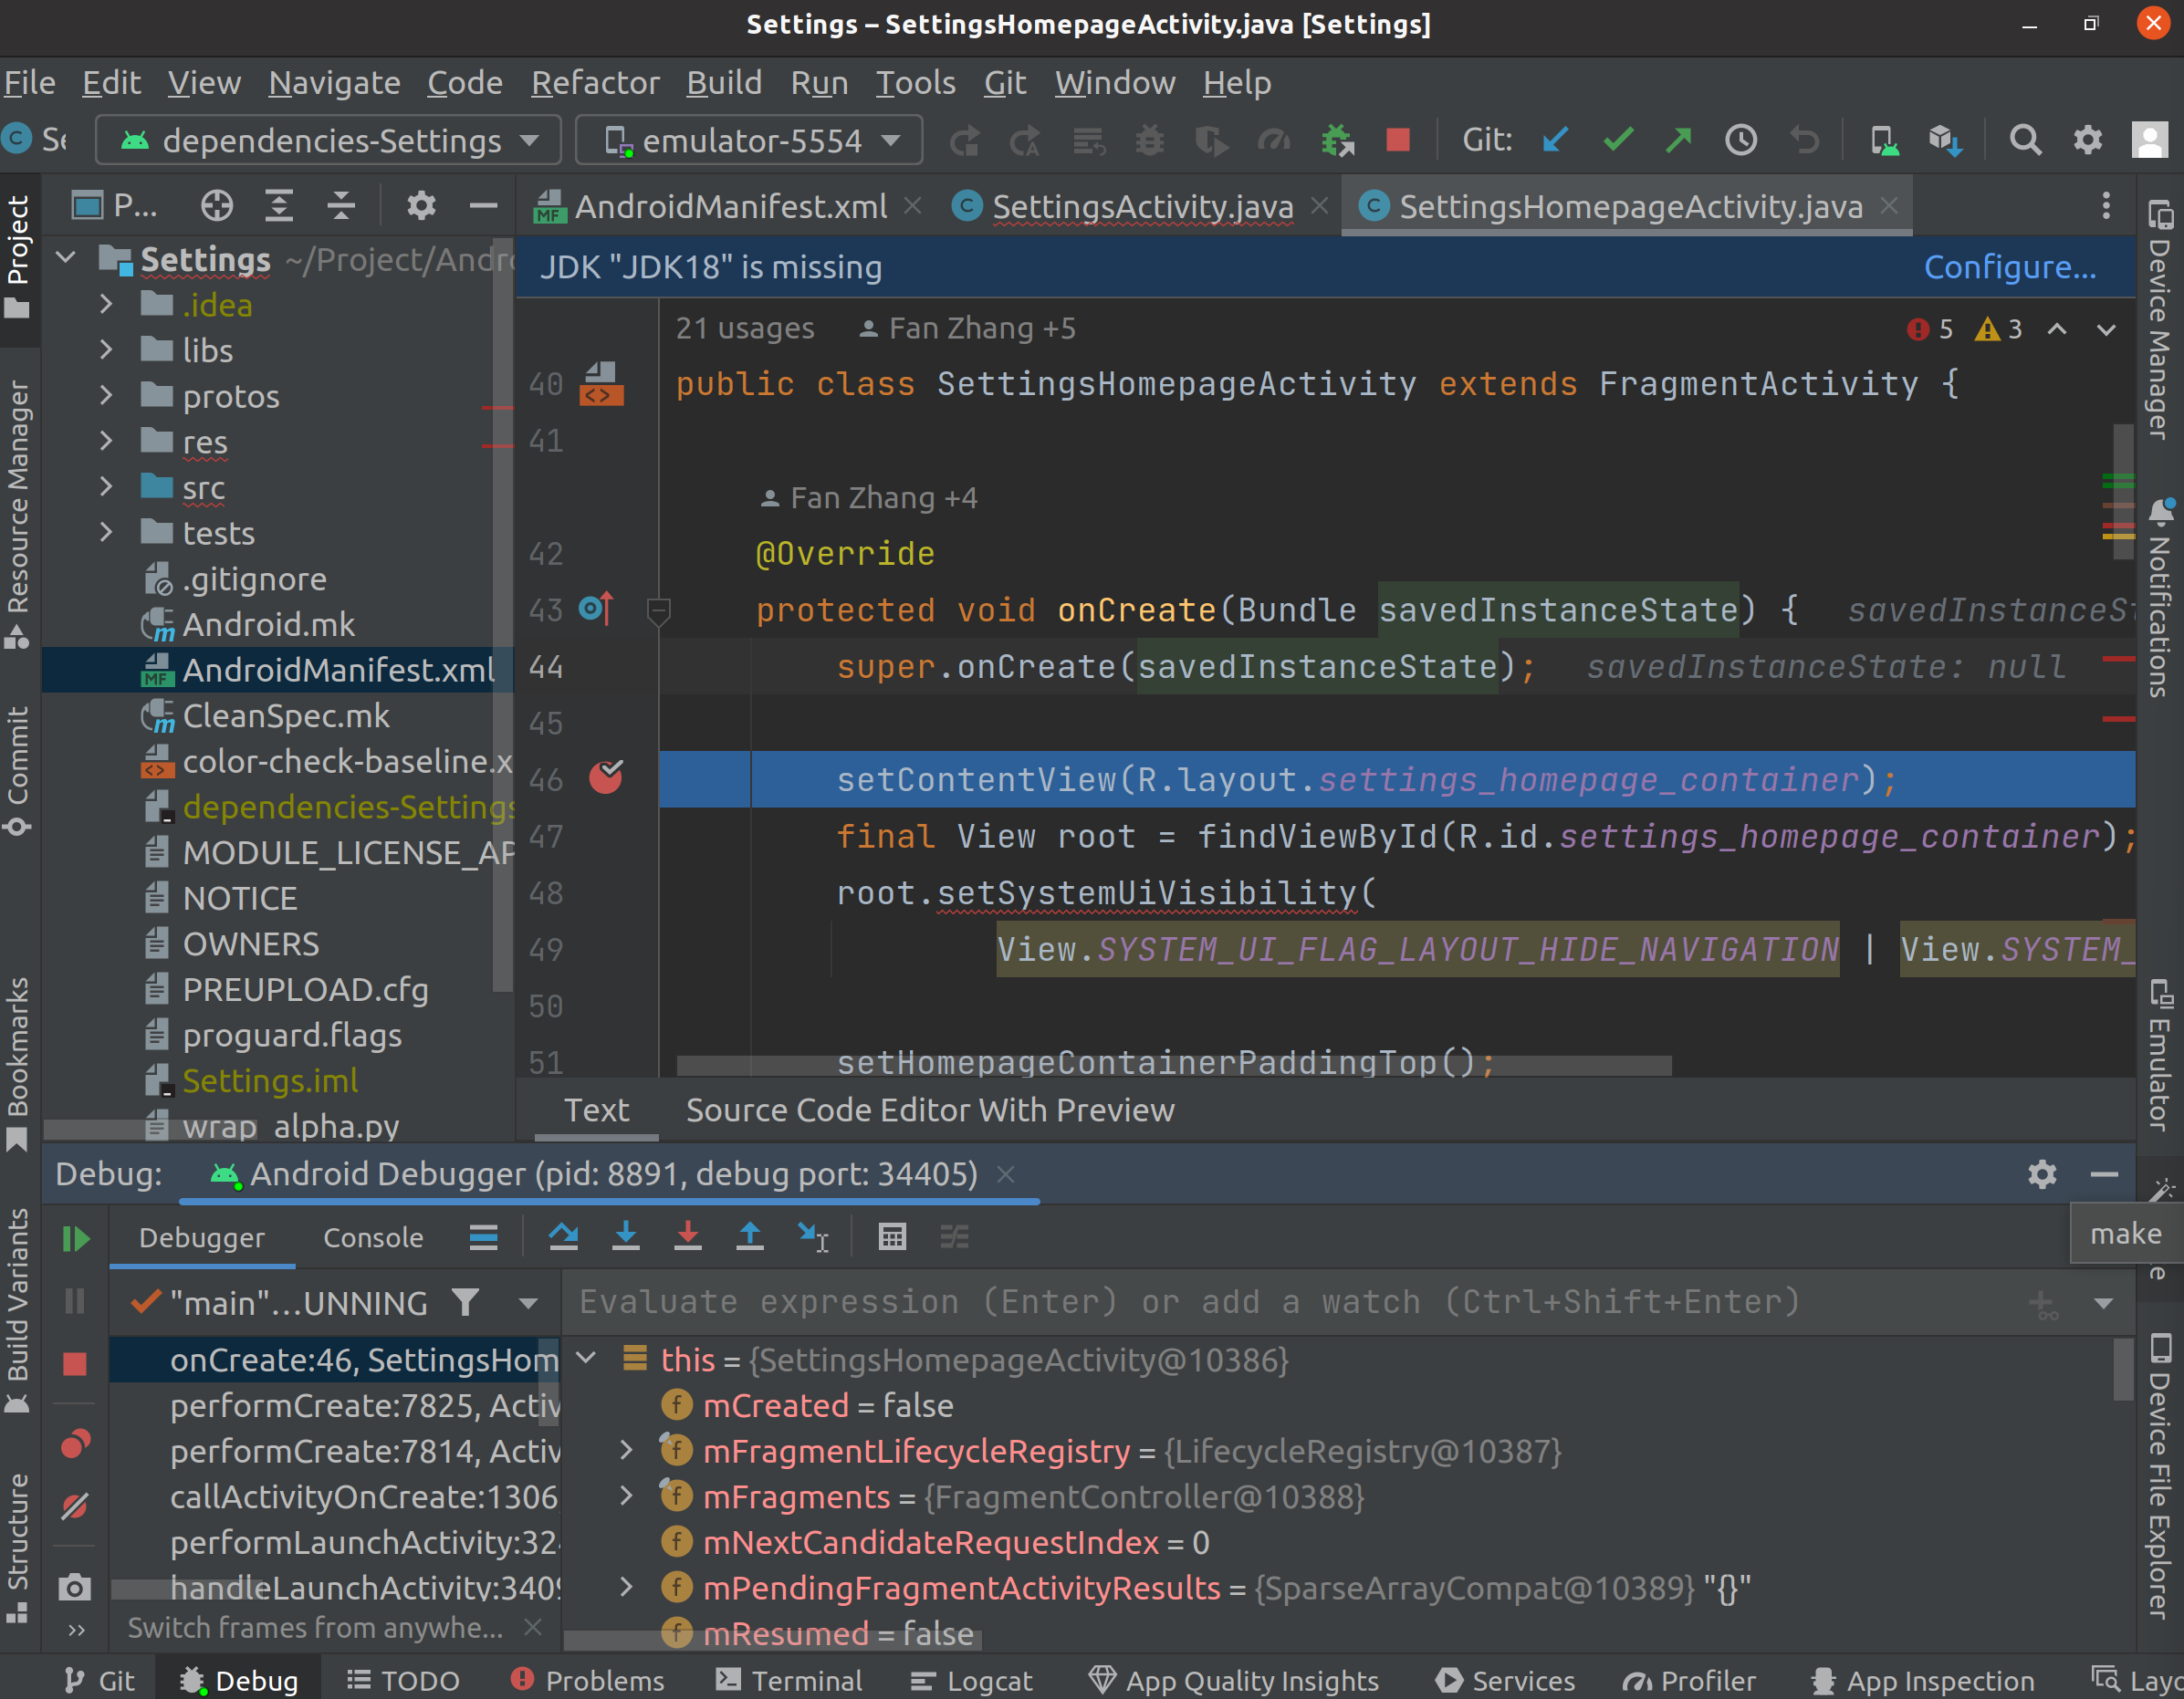 Settings – SettingsHomepageActivity.java [Settings]
File Edit View Navigate Code Refactor Build Run Tools Git Window Help
dependencies-Settings emulator-5554 Git:
P... AndroidManifest.xml SettingsActivity.java SettingsHomepageActivity.java
Project
Resource Manager
Commit
Bookmarks
Build Variants
Structure
Settings ~/Project/Andr
.idea
libs
protos
res
src
tests
.gitignore
Android.mk
AndroidManifest.xml
CleanSpec.mk
color-check-baseline.x
dependencies-Settings
MODULE_LICENSE_AP
NOTICE
OWNERS
PREUPLOAD.cfg
proguard.flags
Settings.iml
wrap_alpha.py
JDK "JDK18" is missing Configure...
21 usages Fan Zhang +5 5 3
40 public class SettingsHomepageActivity extends FragmentActivity {
41
Fan Zhang +4
42 @Override
43 protected void onCreate(Bundle savedInstanceState) { savedInstanceSt
44 super.onCreate(savedInstanceState); savedInstanceState: null
45
46 setContentView(R.layout.settings_homepage_container);
47 final View root = findViewById(R.id.settings_homepage_container);
48 root.setSystemUiVisibility(
49 View.SYSTEM_UI_FLAG_LAYOUT_HIDE_NAVIGATION | View.SYSTEM_
50
51 setHomepageContainerPaddingTop();
Text Source Code Editor With Preview
Device Manager
Notifications
Emulator
make
Device File Explorer
Debug: Android Debugger (pid: 8891, debug port: 34405)
Debugger Console
"main"...UNNING Evaluate expression (Enter) or add a watch (Ctrl+Shift+Enter)
onCreate:46, SettingsHom
performCreate:7825, Activ
performCreate:7814, Activ
callActivityOnCreate:1306,
performLaunchActivity:324
handleLaunchActivity:3409
Switch frames from anywhe...
this = {SettingsHomepageActivity@10386}
mCreated = false
mFragmentLifecycleRegistry = {LifecycleRegistry@10387}
mFragments = {FragmentController@10388}
mNextCandidateRequestIndex = 0
mPendingFragmentActivityResults = {SparseArrayCompat@10389} "{}"
mResumed = false
Git Debug TODO Problems Terminal Logcat App Quality Insights Services Profiler App Inspection Layo